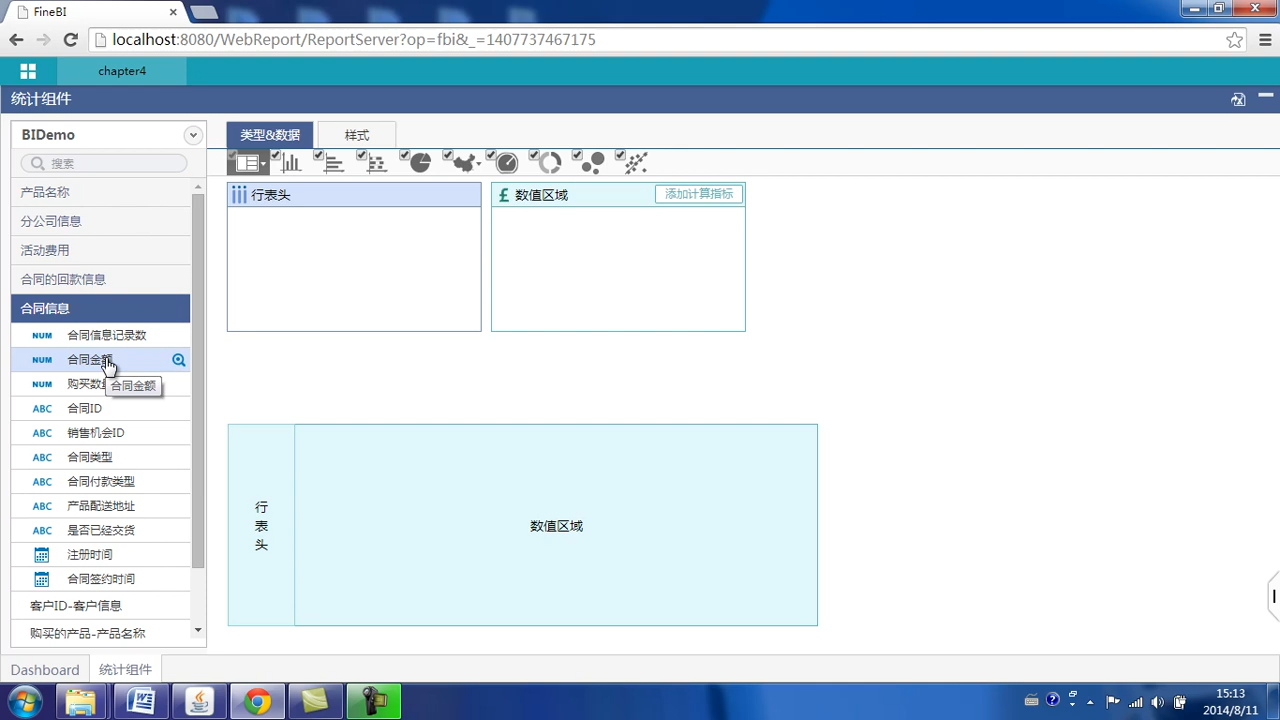 FineBI
localhost:8080/WebReport/ReportServer?op=fbi&_=1407737467175
chapter4
统计组件
BIDemo
搜索
产品名称
分公司信息
活动费用
合同的回款信息
合同信息
NUM 合同信息记录数
NUM 合同金额
NUM 购买数
合同金额
ABC 合同ID
ABC 销售机会ID
ABC 合同类型
ABC 合同付款类型
ABC 产品配送地址
ABC 是否已经交货
注册时间
合同签约时间
客户ID-客户信息
购买的产品-产品名称
类型&数据
样式
行表头
数值区域
添加计算指标
行
表
头
数值区域
Dashboard
统计组件
15:13
2014/8/11